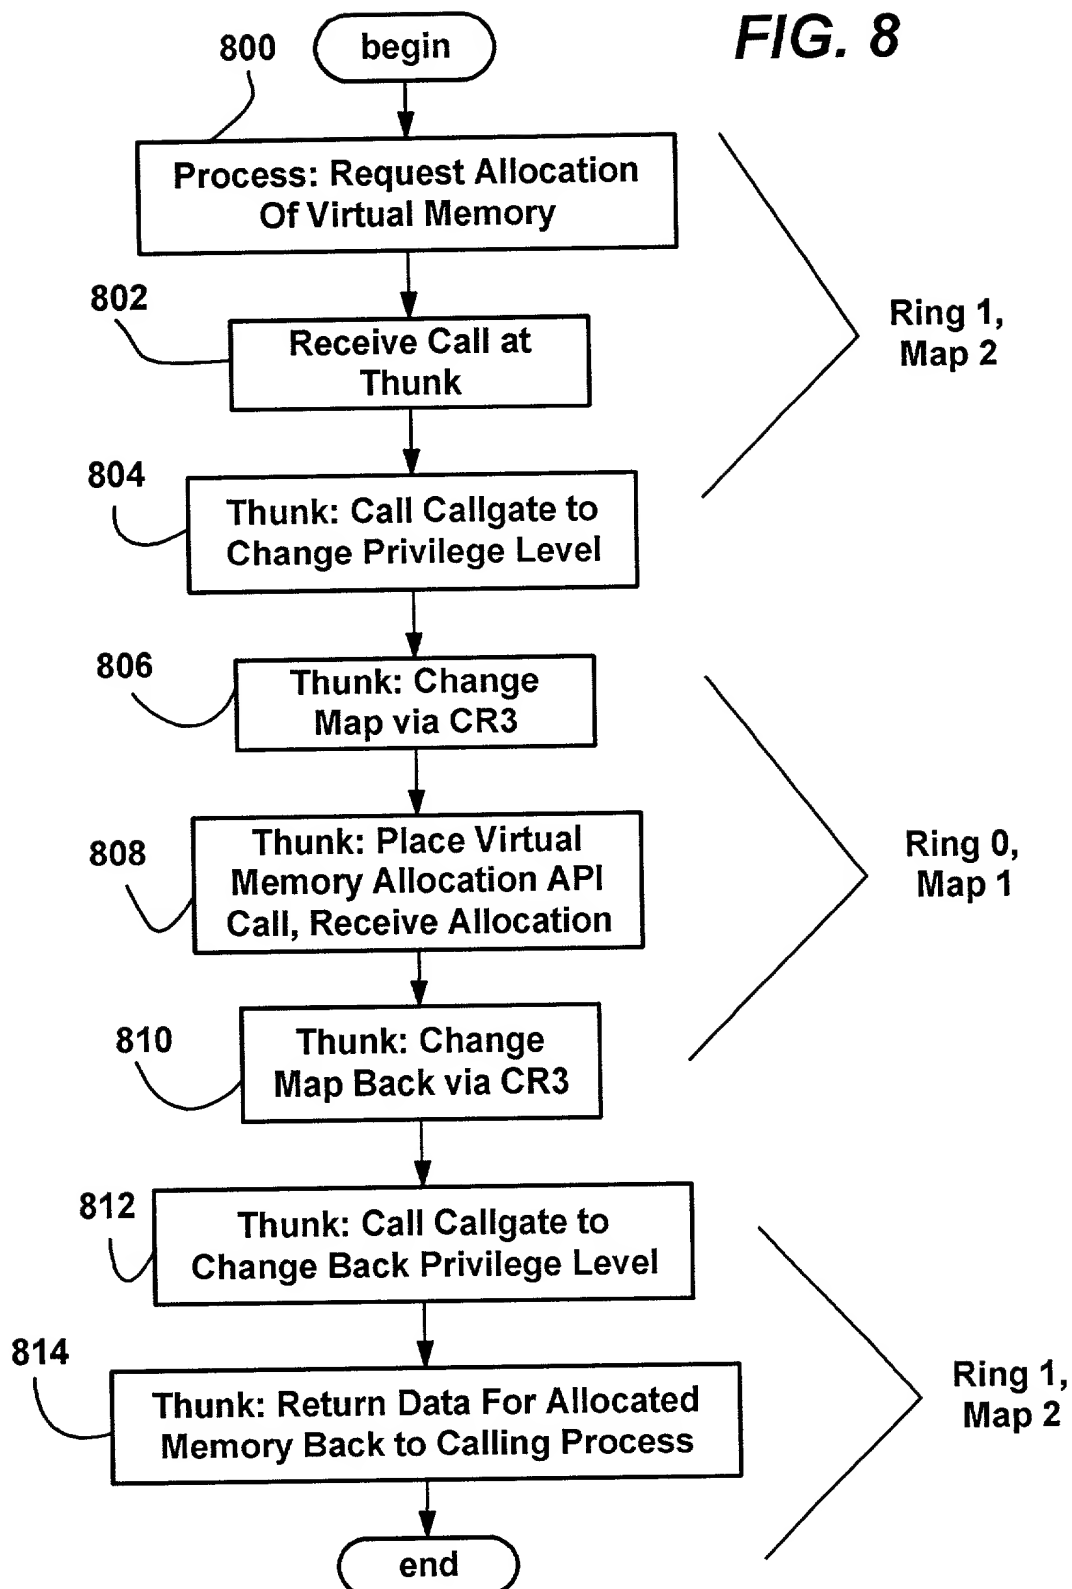 FIG. 8
begin
800
Process: Request Allocation
Of Virtual Memory
802
Receive Call at
Thunk
Ring 1,
Map 2
804
Thunk: Call Callgate to
Change Privilege Level
806
Thunk: Change
Map via CR3
808
Thunk: Place Virtual
Memory Allocation API
Call, Receive Allocation
Ring 0,
Map 1
810
Thunk: Change
Map Back via CR3
812
Thunk: Call Callgate to
Change Back Privilege Level
814
Thunk: Return Data For Allocated
Memory Back to Calling Process
Ring 1,
Map 2
end